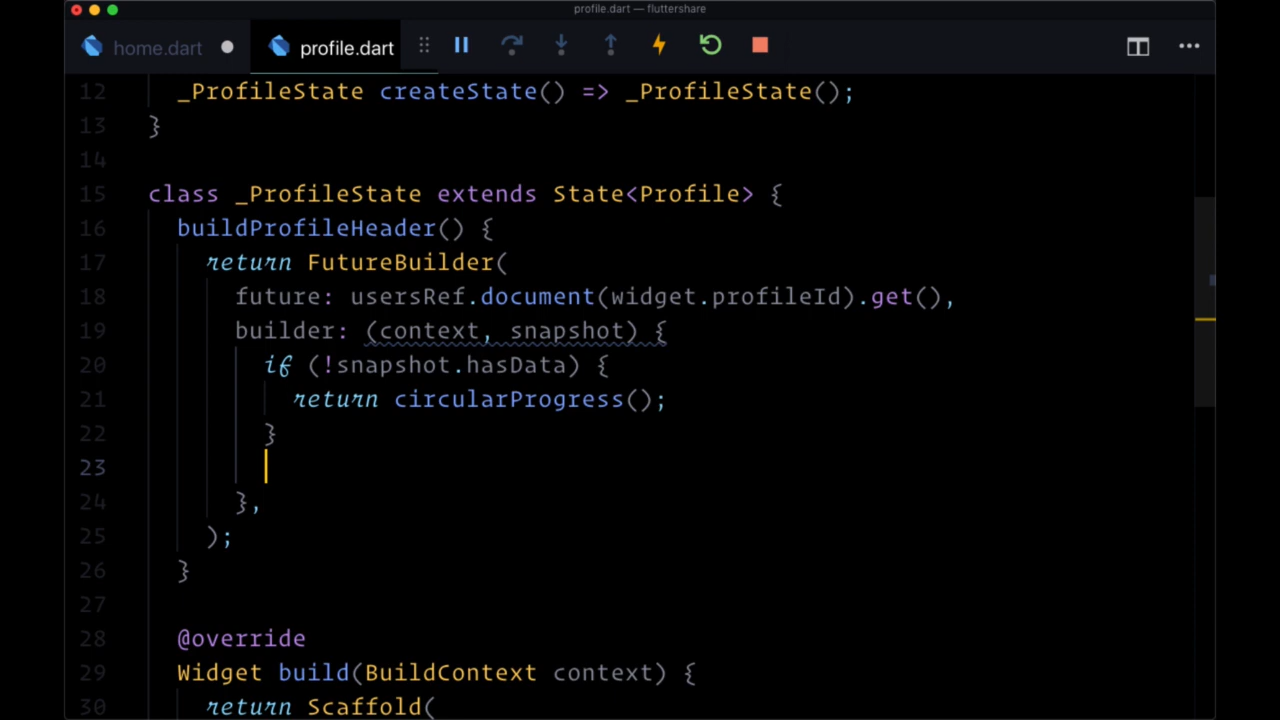 profile.dart — fluttershare
home.dart profile.dart
12 _ProfileState createState() => _ProfileState();
13 }
14
15 class _ProfileState extends State<Profile> {
16 buildProfileHeader() {
17 return FutureBuilder(
18 future: usersRef.document(widget.profileId).get(),
19 builder: (context, snapshot) {
20 if (!snapshot.hasData) {
21 return circularProgress();
22 }
23
24 },
25 );
26 }
27
28 @override
29 Widget build(BuildContext context) {
30 return Scaffold(